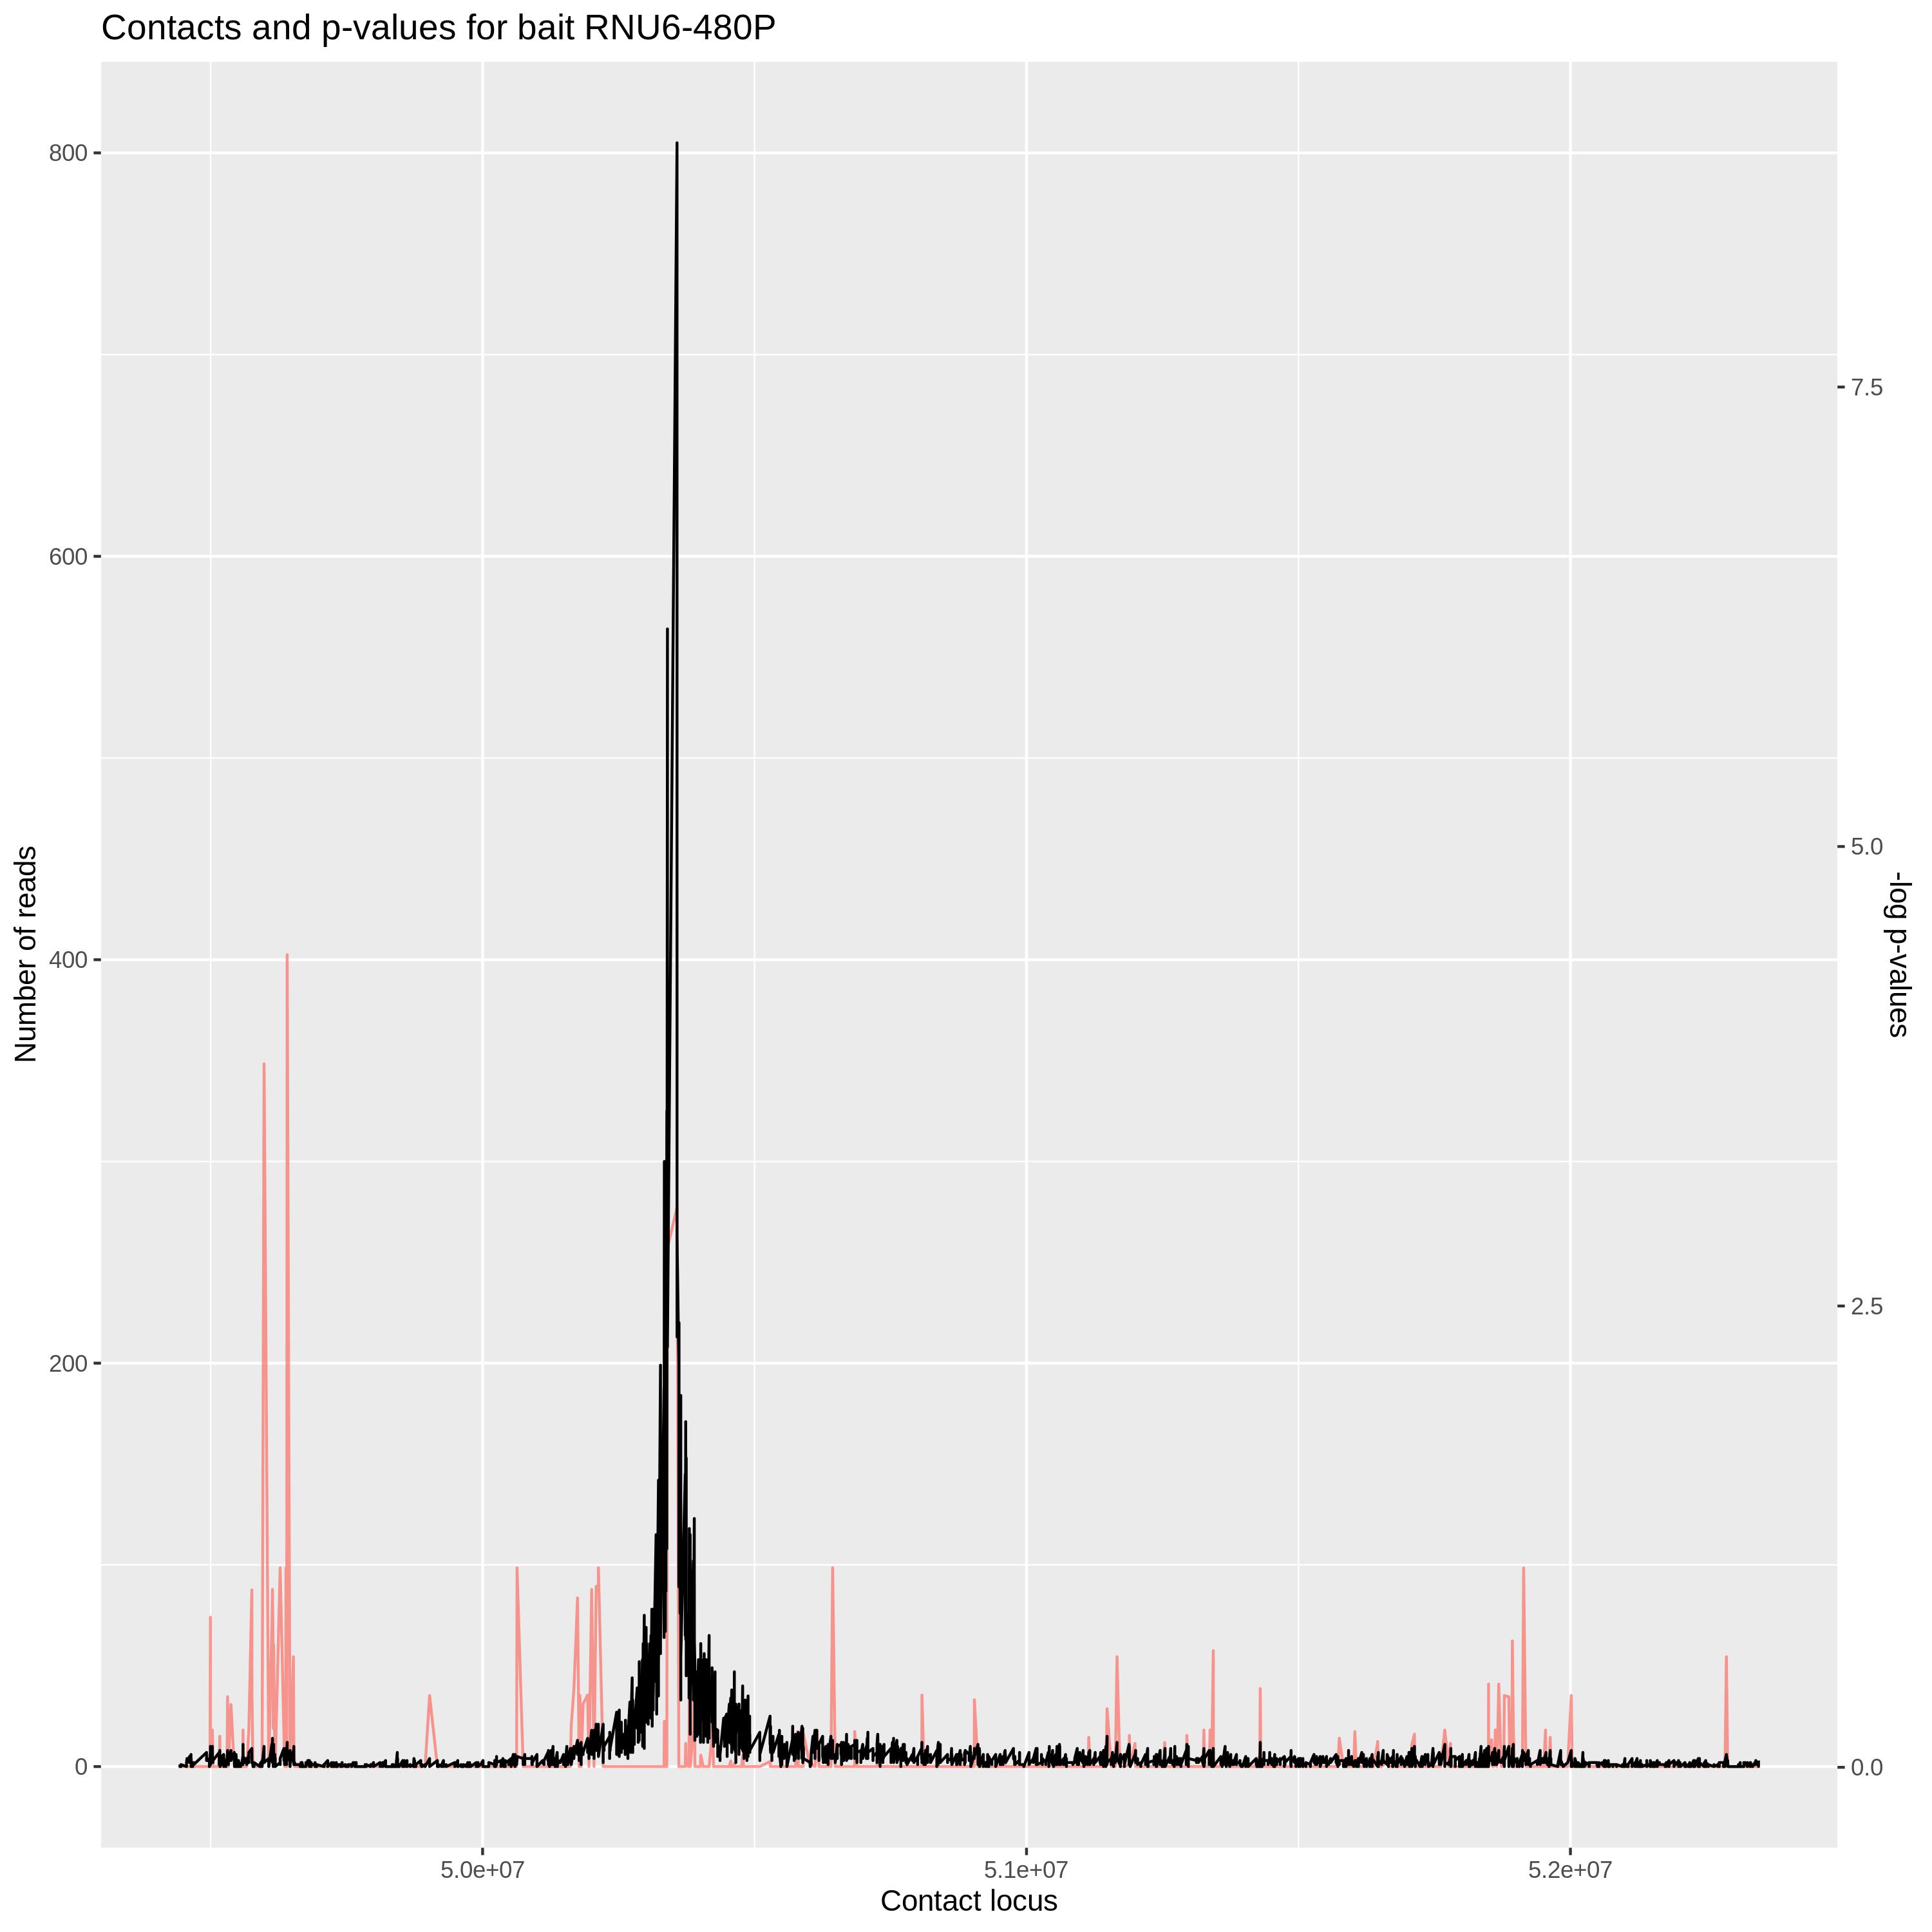 Contacts and p-values for bait RNU6-480P
800
600
400
200
0
Number of reads
7.5
5.0
2.5
0.0
-log p-values
5.0e+07
5.1e+07
5.2e+07
Contact locus